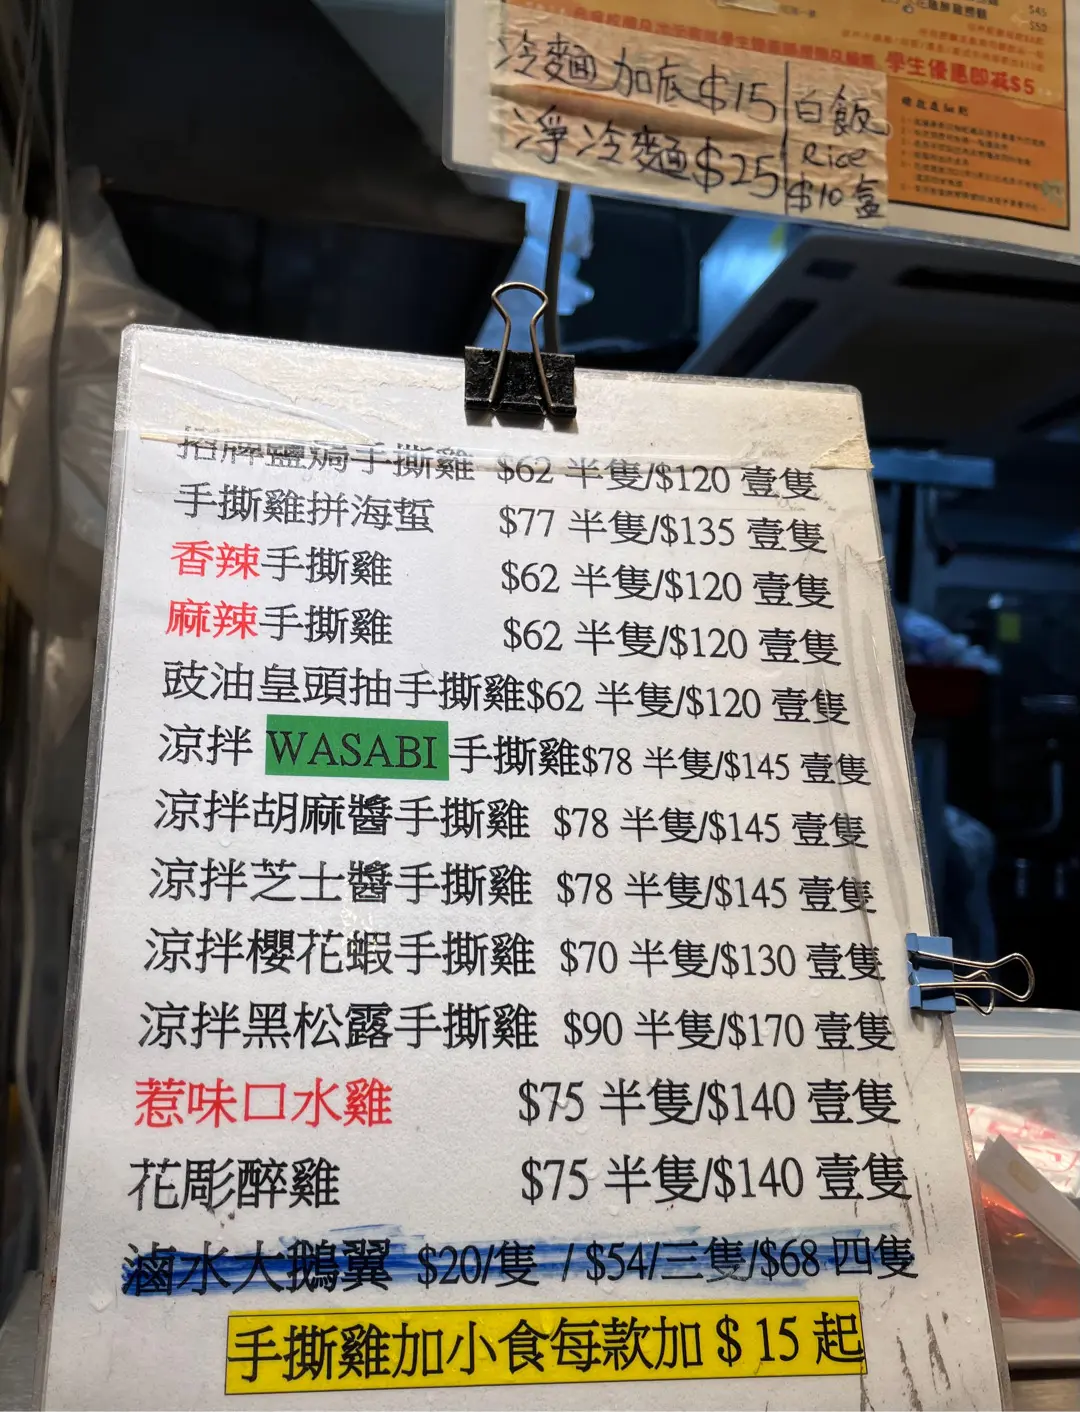 $45
$50
學生優惠即減$5
冷麵 加底 $15
淨冷麵 $25
白飯
Rice
$10 盒
招牌鹽焗手撕雞 $62 半隻/$120 壹隻
手撕雞拼海蜇 $77 半隻/$135 壹隻
香辣手撕雞 $62 半隻/$120 壹隻
麻辣手撕雞 $62 半隻/$120 壹隻
豉油皇頭抽手撕雞$62 半隻/$120 壹隻
涼拌 WASABI 手撕雞$78 半隻/$145 壹隻
涼拌胡麻醬手撕雞 $78 半隻/$145 壹隻
涼拌芝士醬手撕雞 $78 半隻/$145 壹隻
涼拌櫻花蝦手撕雞 $70 半隻/$130 壹隻
涼拌黑松露手撕雞 $90 半隻/$170 壹隻
惹味口水雞 $75 半隻/$140 壹隻
花彫醉雞 $75 半隻/$140 壹隻
滷水大鵝翼 $20/隻 / $54/三隻/$68 四隻
手撕雞加小食每款加 $ 15 起